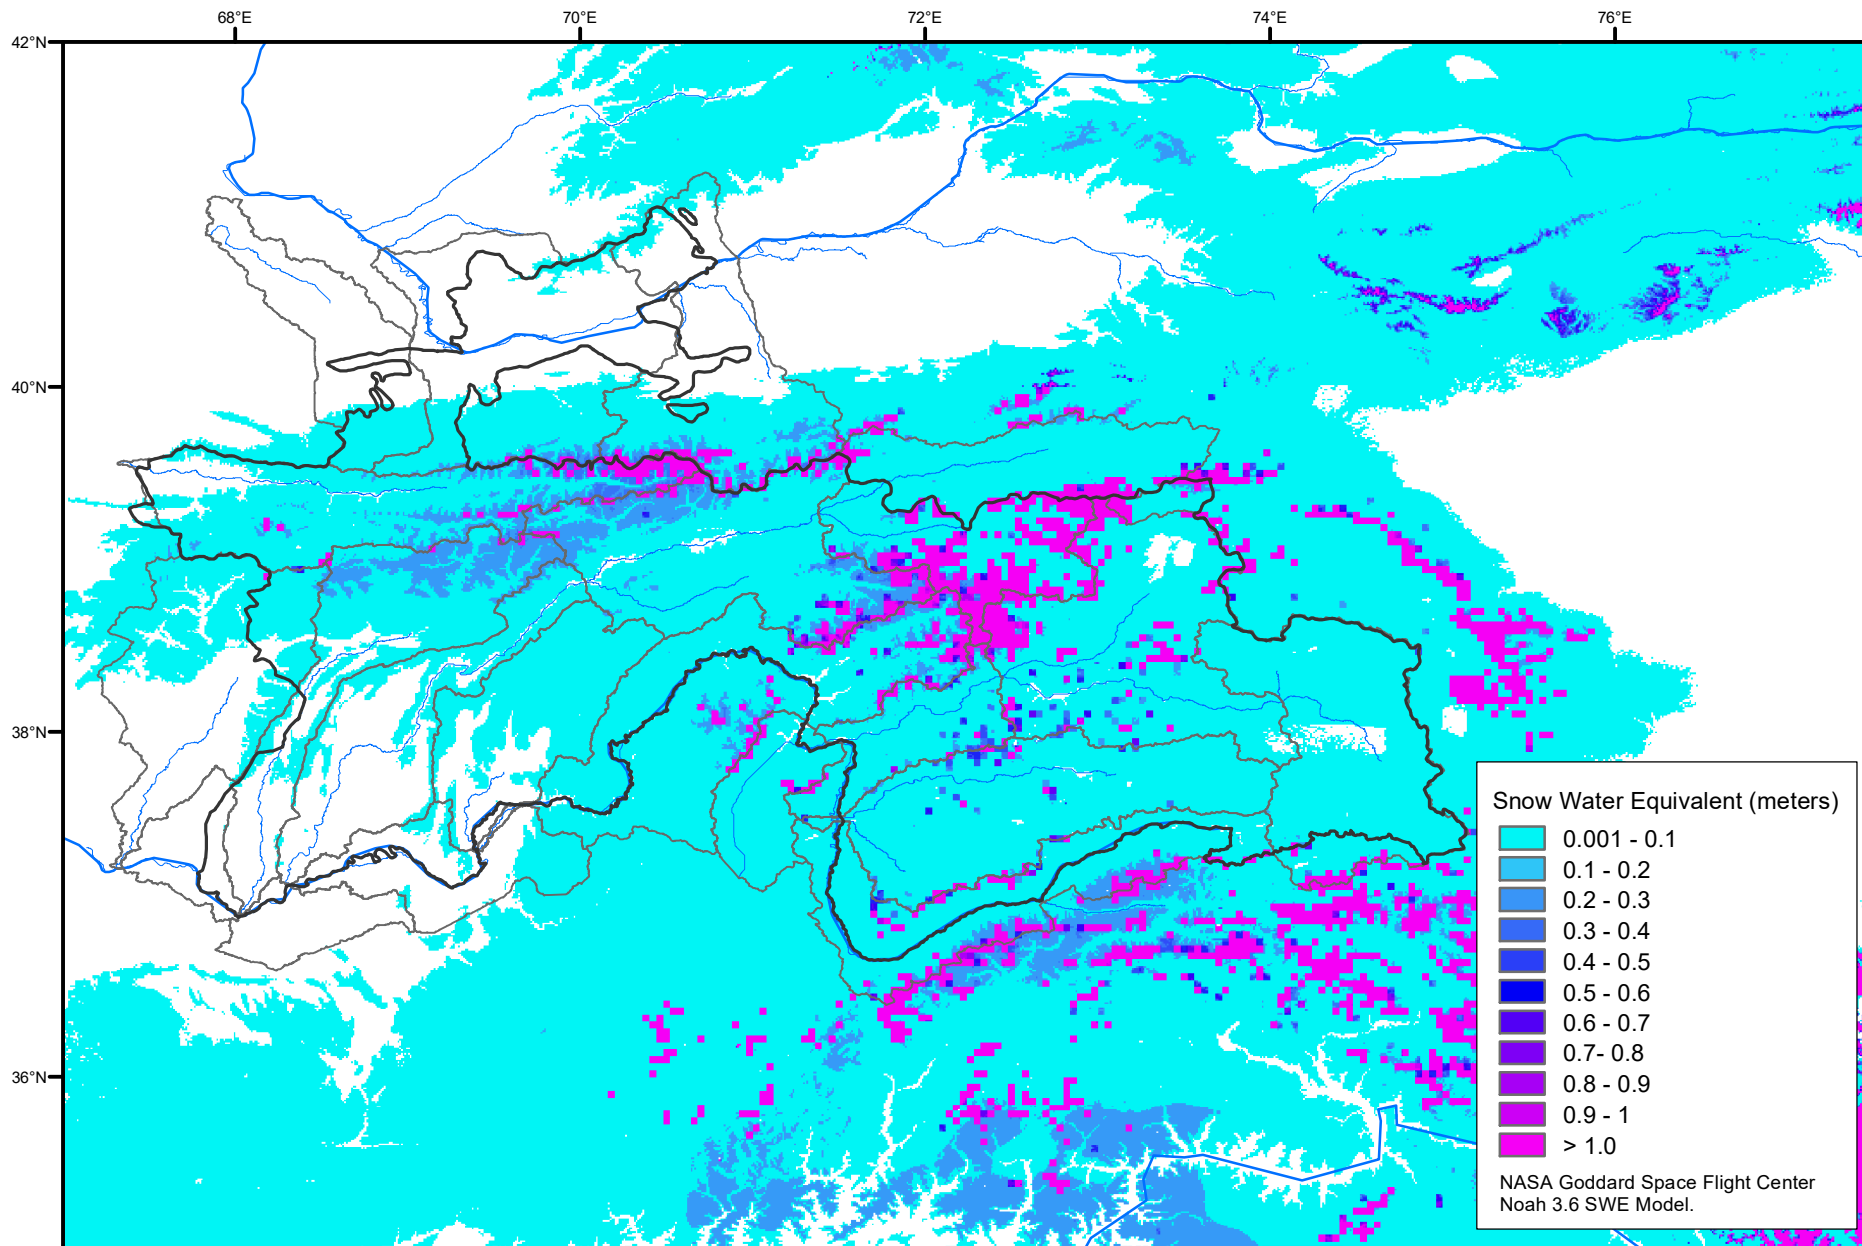 68°E 70°E 72°E 74°E 76°E
42°N
40°N
38°N
36°N
Snow Water Equivalent (meters)
0.001 - 0.1
0.1 - 0.2
0.2 - 0.3
0.3 - 0.4
0.4 - 0.5
0.5 - 0.6
0.6 - 0.7
0.7- 0.8
0.8 - 0.9
0.9 - 1
> 1.0
NASA Goddard Space Flight Center
Noah 3.6 SWE Model.